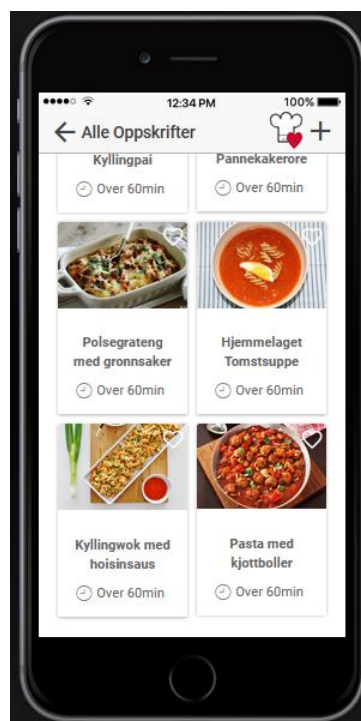 12:34 PM
100%
Alle Oppskrifter
Kyllingpai
Pannekakerore
Over 60min
Over 60min
Polsegrateng
med gronnsaker
Hjemmelaget
Tomstsuppe
Over 60min
Over 60min
Kyllingwok med
hoisinsaus
Pasta med
kjottboller
Over 60min
Over 60min